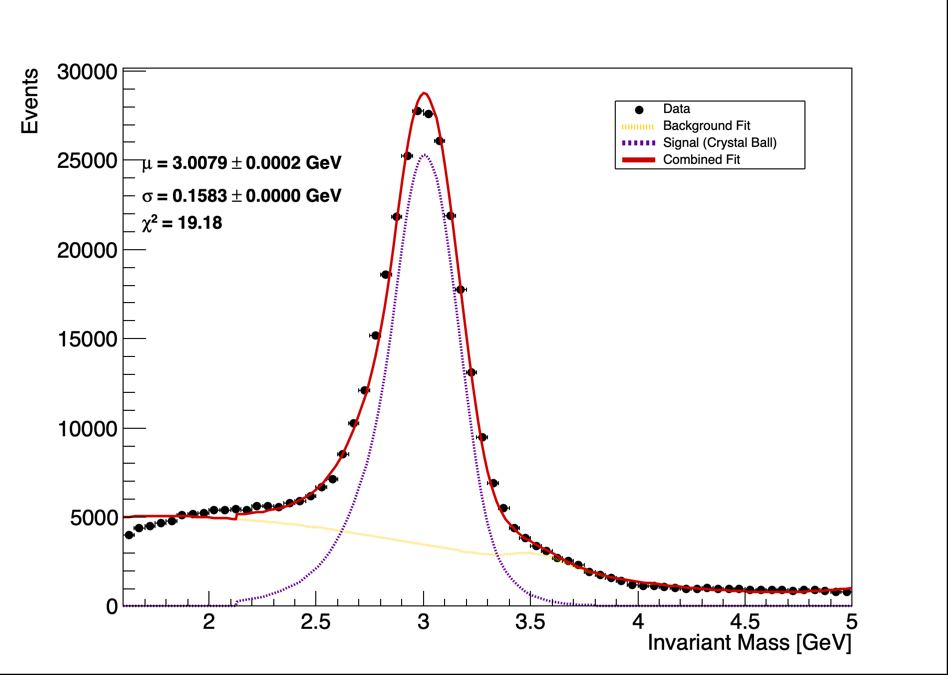 Events
30000
25000
20000
15000
10000
5000
0
μ = 3.0079 ± 0.0002 GeV
σ = 0.1583 ± 0.0000 GeV
χ² = 19.18
Data
Background Fit
Signal (Crystal Ball)
Combined Fit
2 2.5 3 3.5 4 4.5 5
Invariant Mass [GeV]